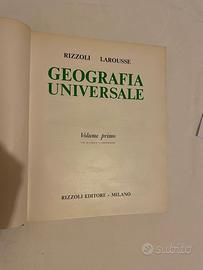 RIZZOLI LAROUSSE
GEOGRAFIA
UNIVERSALE
Volume primo
RIZZOLI EDITORE - MILANO
subito